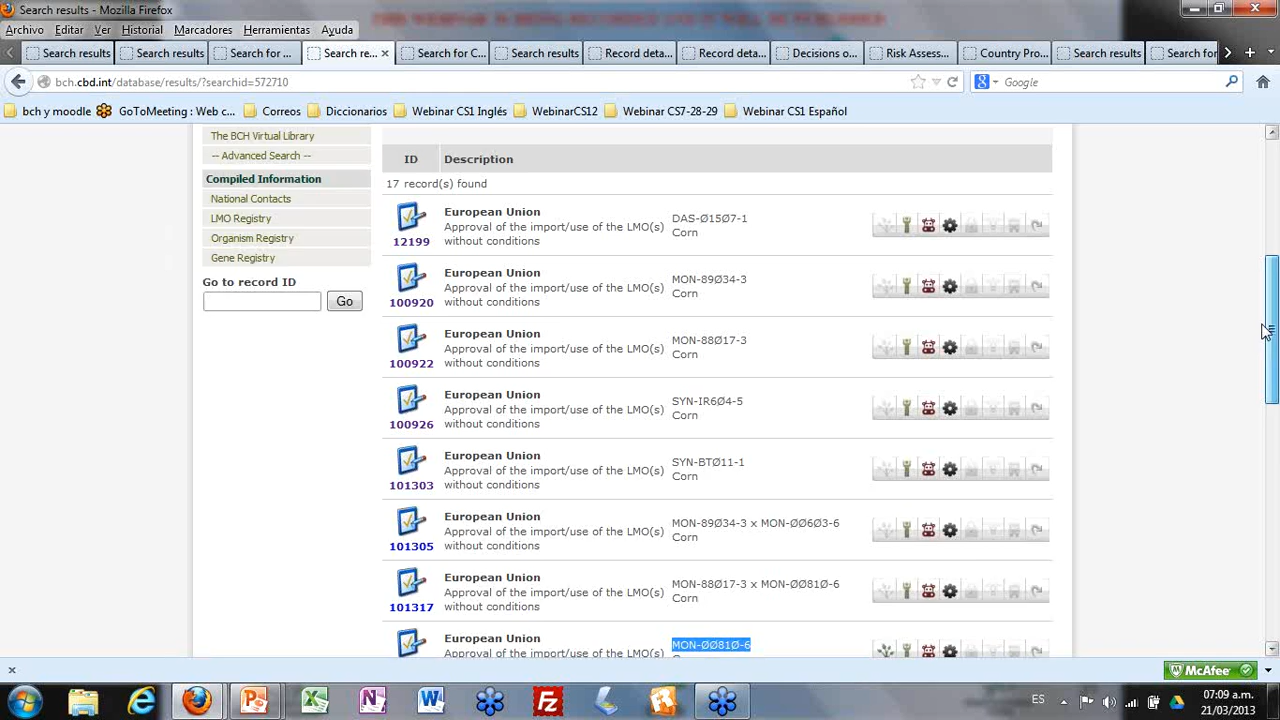 Search results - Mozilla Firefox
Archivo Editar Ver Historial Marcadores Herramientas Ayuda
Search results Search results Search for ... Search re... × Search for C... Search results Record deta... Record deta... Decisions o... Risk Assess... Country Pro... Search results Search for
bch.cbd.int/database/results/?searchid=572710 Google
bch y moodle GoToMeeting : Web c... Correos Diccionarios Webinar CS1 Inglés WebinarCS12 Webinar CS7-28-29 Webinar CS1 Español
The BCH Virtual Library
-- Advanced Search --
Compiled Information
National Contacts
LMO Registry
Organism Registry
Gene Registry
Go to record ID
Go
ID Description
17 record(s) found
European Union
Approval of the import/use of the LMO(s)
without conditions
12199
DAS-Ø15Ø7-1
Corn
European Union
Approval of the import/use of the LMO(s)
without conditions
100920
MON-89Ø34-3
Corn
European Union
Approval of the import/use of the LMO(s)
without conditions
100922
MON-88Ø17-3
Corn
European Union
Approval of the import/use of the LMO(s)
without conditions
100926
SYN-IR6Ø4-5
Corn
European Union
Approval of the import/use of the LMO(s)
without conditions
101303
SYN-BTØ11-1
Corn
European Union
Approval of the import/use of the LMO(s)
without conditions
101305
MON-89Ø34-3 x MON-ØØ6Ø3-6
Corn
European Union
Approval of the import/use of the LMO(s)
without conditions
101317
MON-88Ø17-3 x MON-ØØ81Ø-6
Corn
European Union
Approval of the import/use of the LMO(s)
MON-ØØ81Ø-6
McAfee
ES 07:09 a.m.
21/03/2013